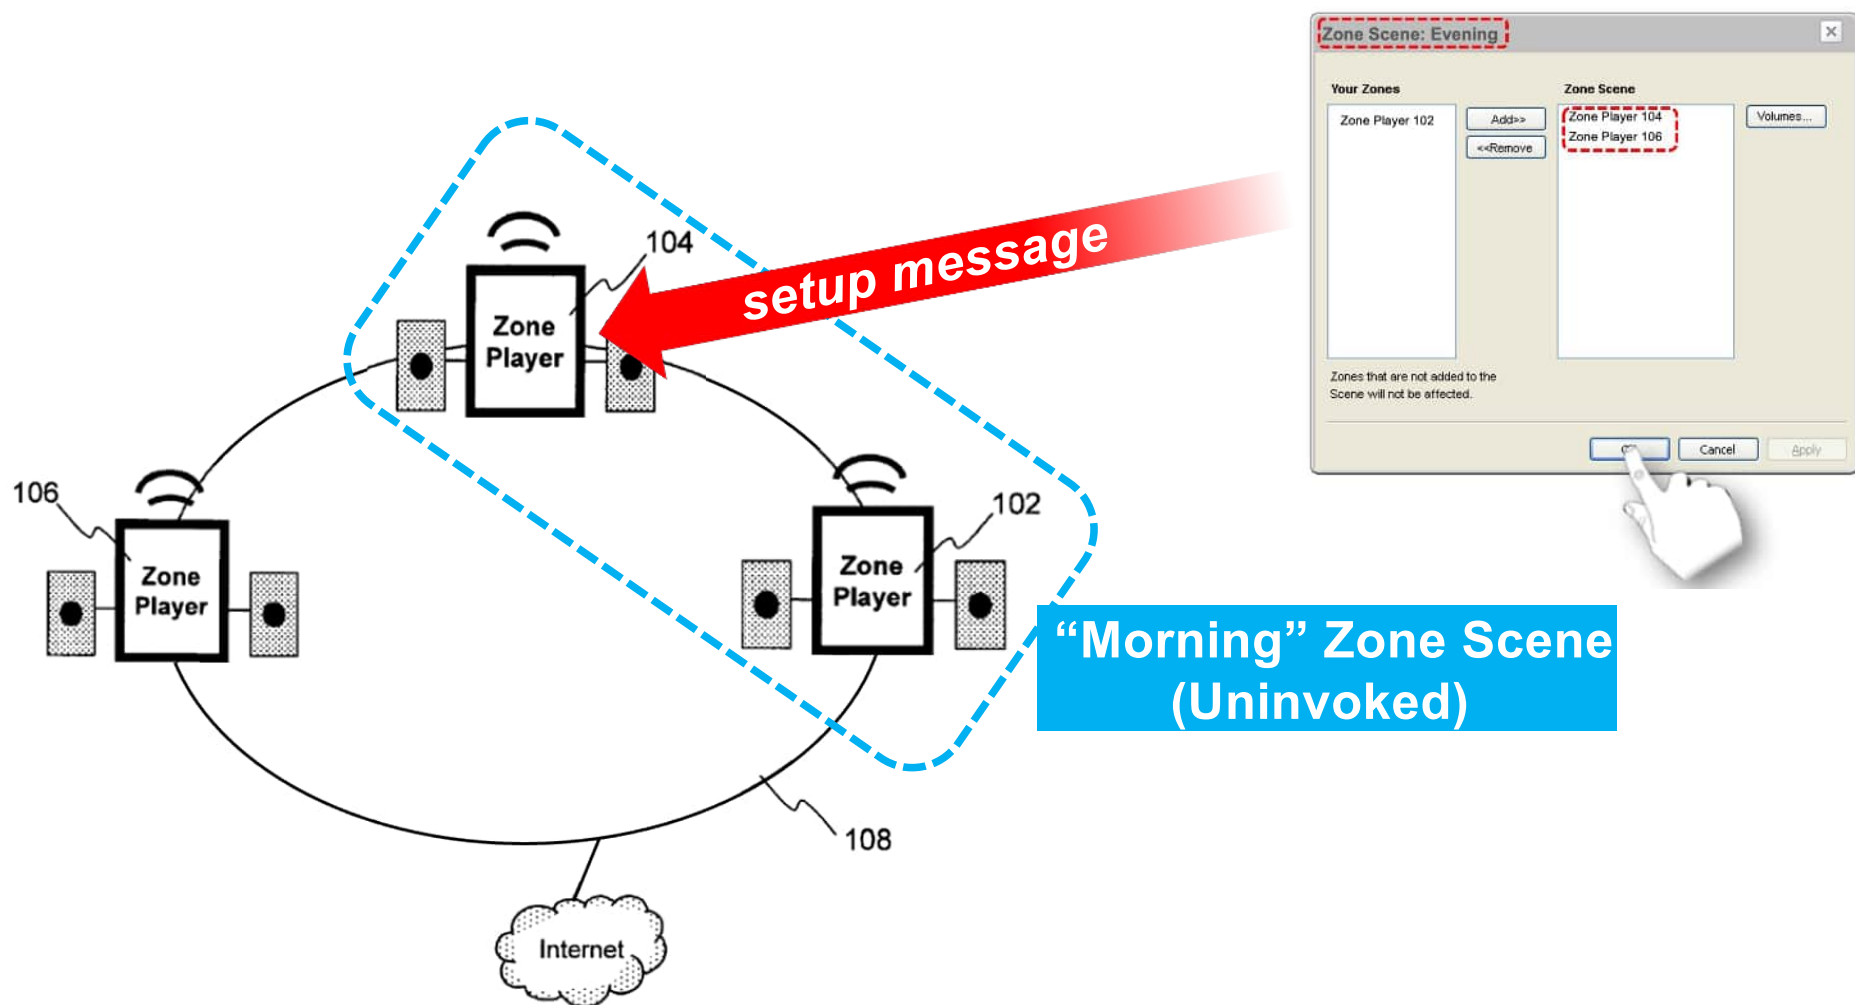 Zone Scene: Evening
Your Zones
Zone Scene
Zone Player 102
Add>>
<<Remove
Zone Player 104
Zone Player 106
Volumes...
Zones that are not added to the
Scene will not be affected.
Cancel
Apply
setup message
104
Zone
Player
106
Zone
Player
102
Zone
Player
“Morning” Zone Scene
(Uninvoked)
108
Internet